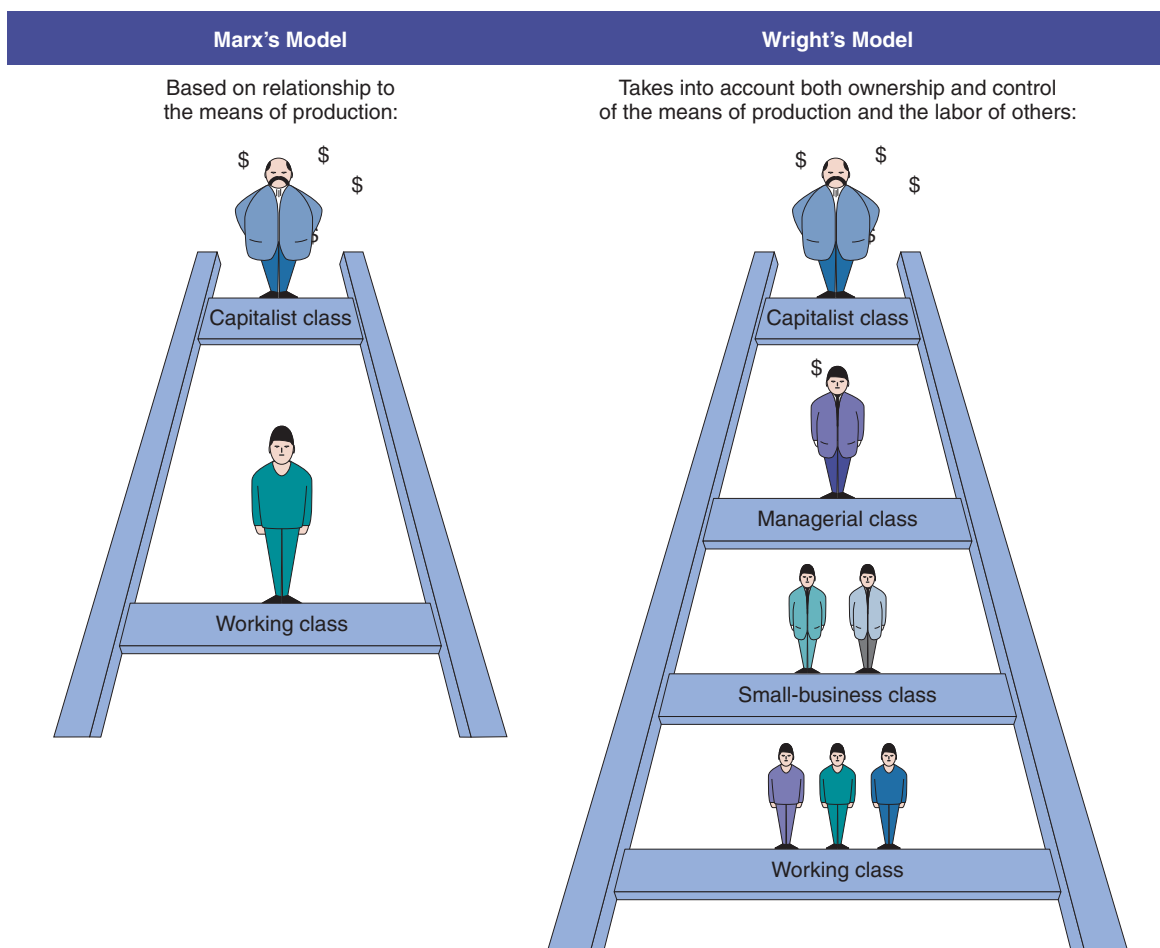 Marx's Model
Based on relationship to
the means of production:
$ $ $ $
Capitalist class
Working class
Wright's Model
Takes into account both ownership and control
of the means of production and the labor of others:
$ $ $ $
Capitalist class
$
Managerial class
Small-business class
Working class